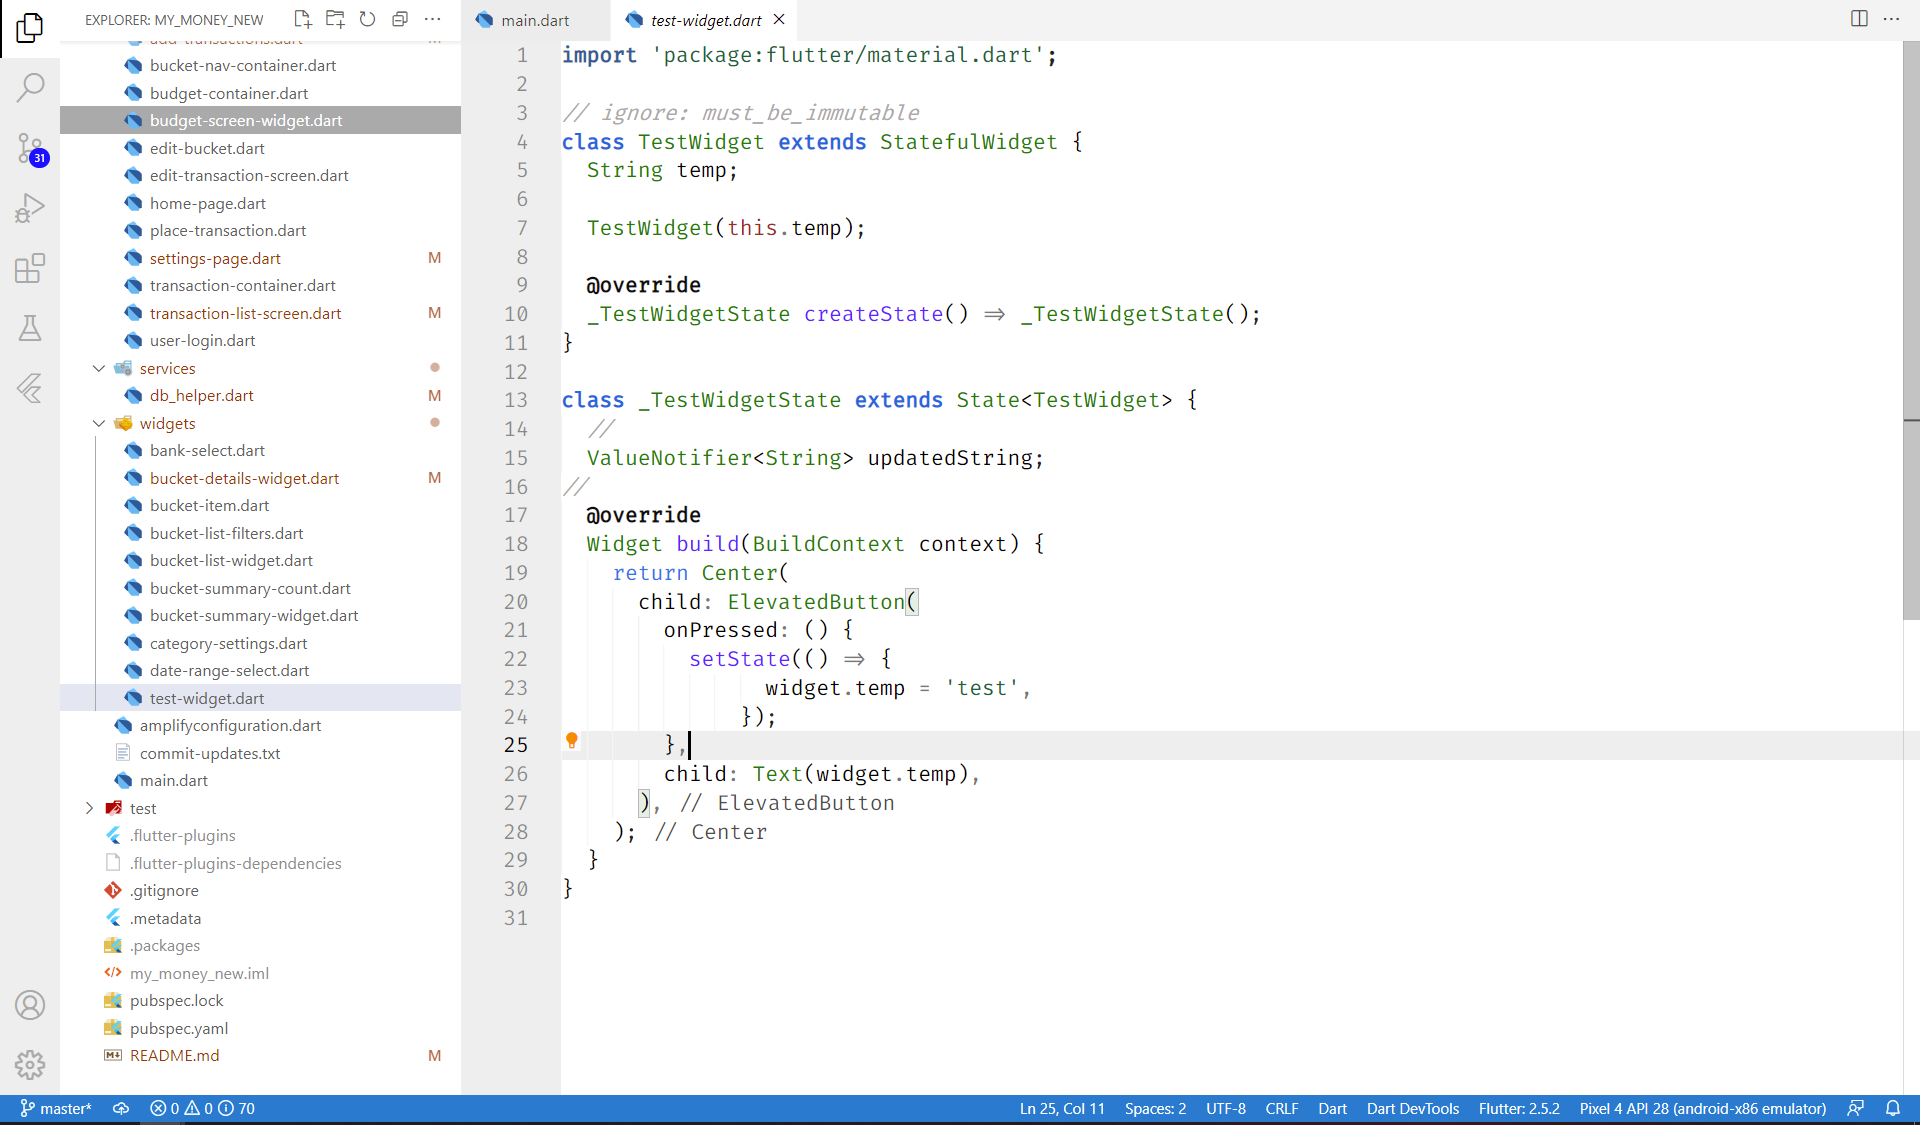 EXPLORER: MY_MONEY_NEW
add-transactions.dart
bucket-nav-container.dart
budget-container.dart
budget-screen-widget.dart
edit-bucket.dart
edit-transaction-screen.dart
home-page.dart
place-transaction.dart
settings-page.dart M
transaction-container.dart
transaction-list-screen.dart M
user-login.dart
services
db_helper.dart M
widgets
bank-select.dart
bucket-details-widget.dart M
bucket-item.dart
bucket-list-filters.dart
bucket-list-widget.dart
bucket-summary-count.dart
bucket-summary-widget.dart
category-settings.dart
date-range-select.dart
test-widget.dart
amplifyconfiguration.dart
commit-updates.txt
main.dart
test
.flutter-plugins
.flutter-plugins-dependencies
.gitignore
.metadata
.packages
my_money_new.iml
pubspec.lock
pubspec.yaml
README.md M
31
main.dart
test-widget.dart
1 import 'package:flutter/material.dart';
2
3 // ignore: must_be_immutable
4 class TestWidget extends StatefulWidget {
5 String temp;
6
7 TestWidget(this.temp);
8
9 @override
10 _TestWidgetState createState() => _TestWidgetState();
11 }
12
13 class _TestWidgetState extends State<TestWidget> {
14 //
15 ValueNotifier<String> updatedString;
16 //
17 @override
18 Widget build(BuildContext context) {
19 return Center(
20 child: ElevatedButton(
21 onPressed: () {
22 setState(() => {
23 widget.temp = 'test',
24 });
25 },
26 child: Text(widget.temp),
27 ), // ElevatedButton
28 ); // Center
29 }
30 }
31
master* 0 0 70 Ln 25, Col 11 Spaces: 2 UTF-8 CRLF Dart Dart DevTools Flutter: 2.5.2 Pixel 4 API 28 (android-x86 emulator)